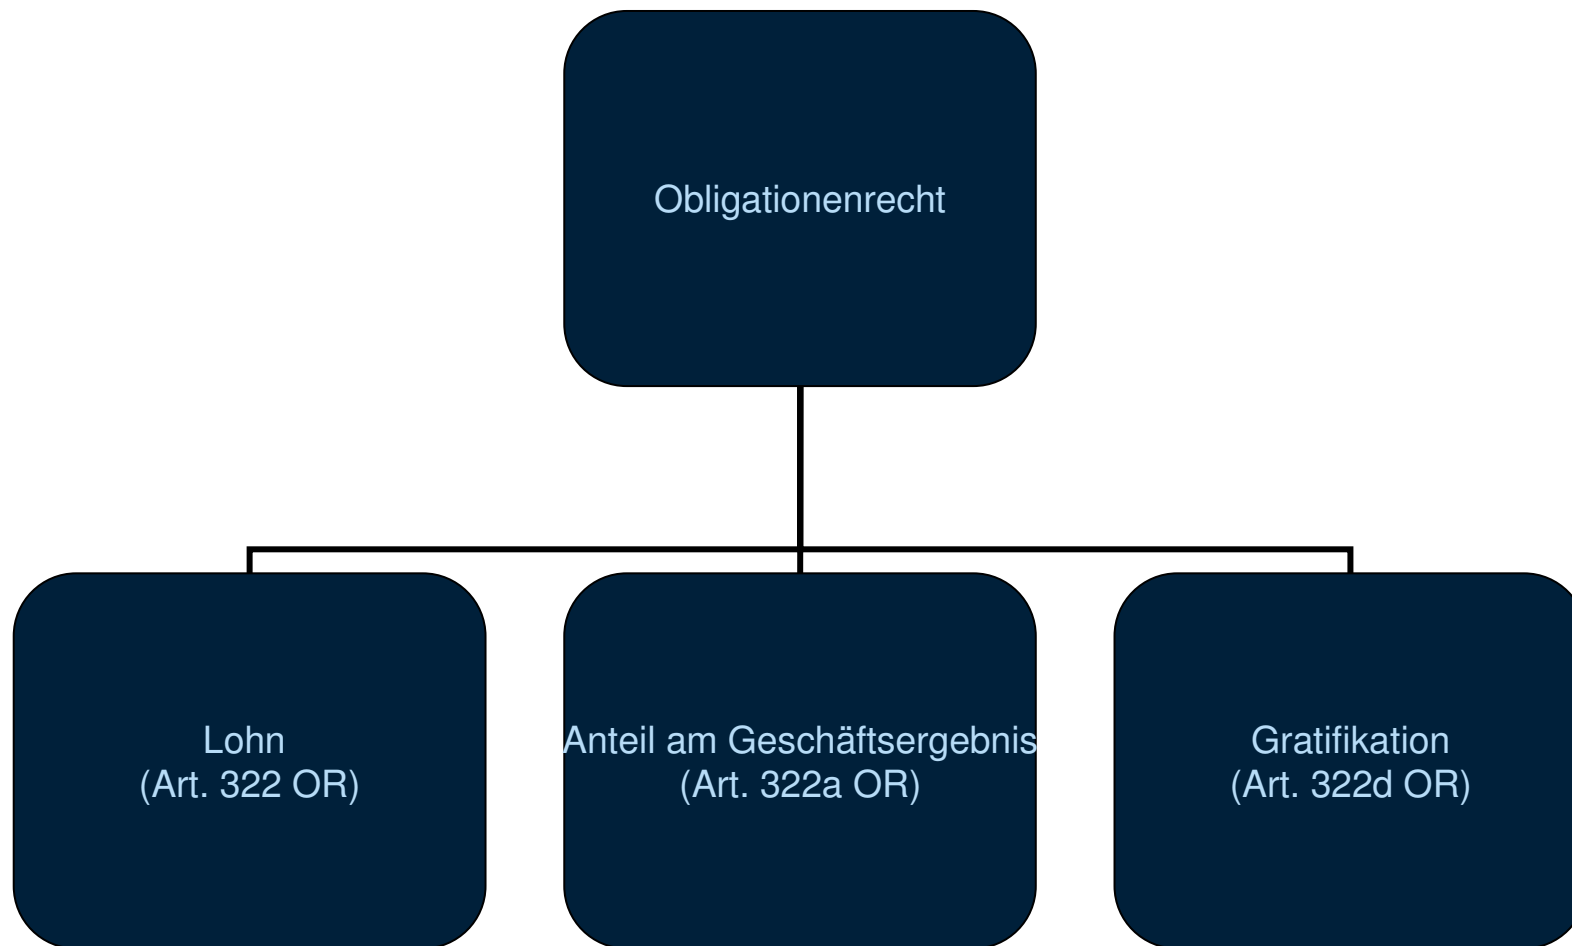 Obligationenrecht
Lohn
(Art. 322 OR)
Anteil am Geschäftsergebnis
(Art. 322a OR)
Gratifikation
(Art. 322d OR)